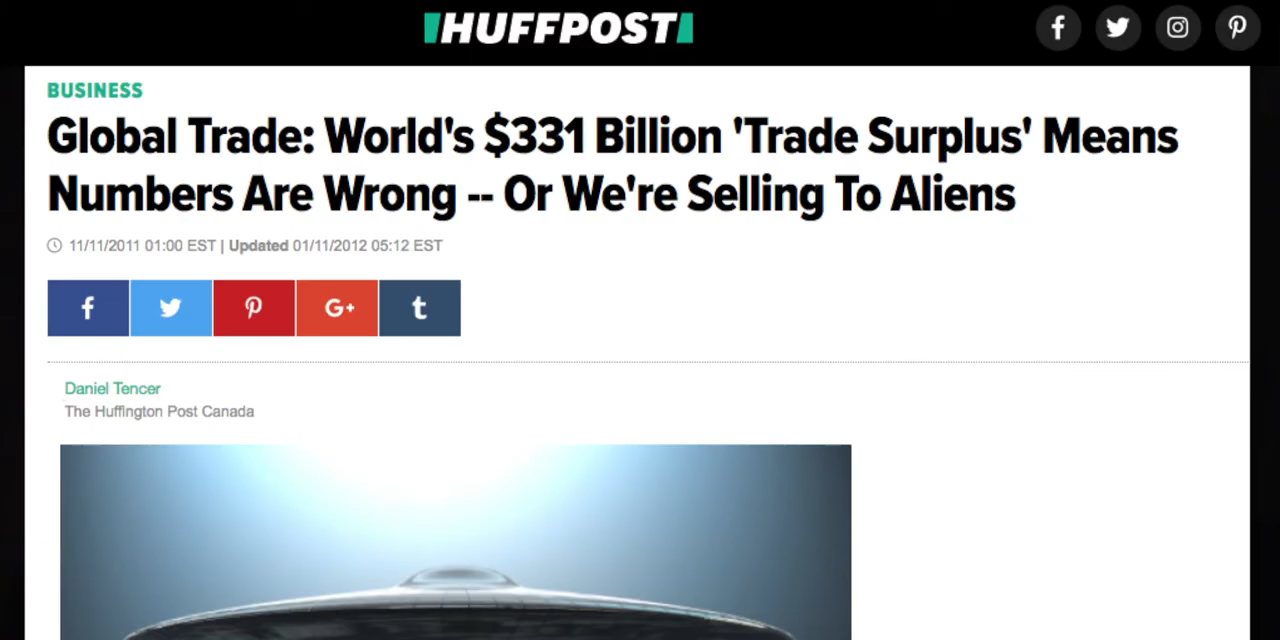 HUFFPOST
BUSINESS
Global Trade: World's $331 Billion 'Trade Surplus' Means
Numbers Are Wrong -- Or We're Selling To Aliens
11/11/2011 01:00 EST | Updated 01/11/2012 05:12 EST
G+
Daniel Tencer
The Huffington Post Canada